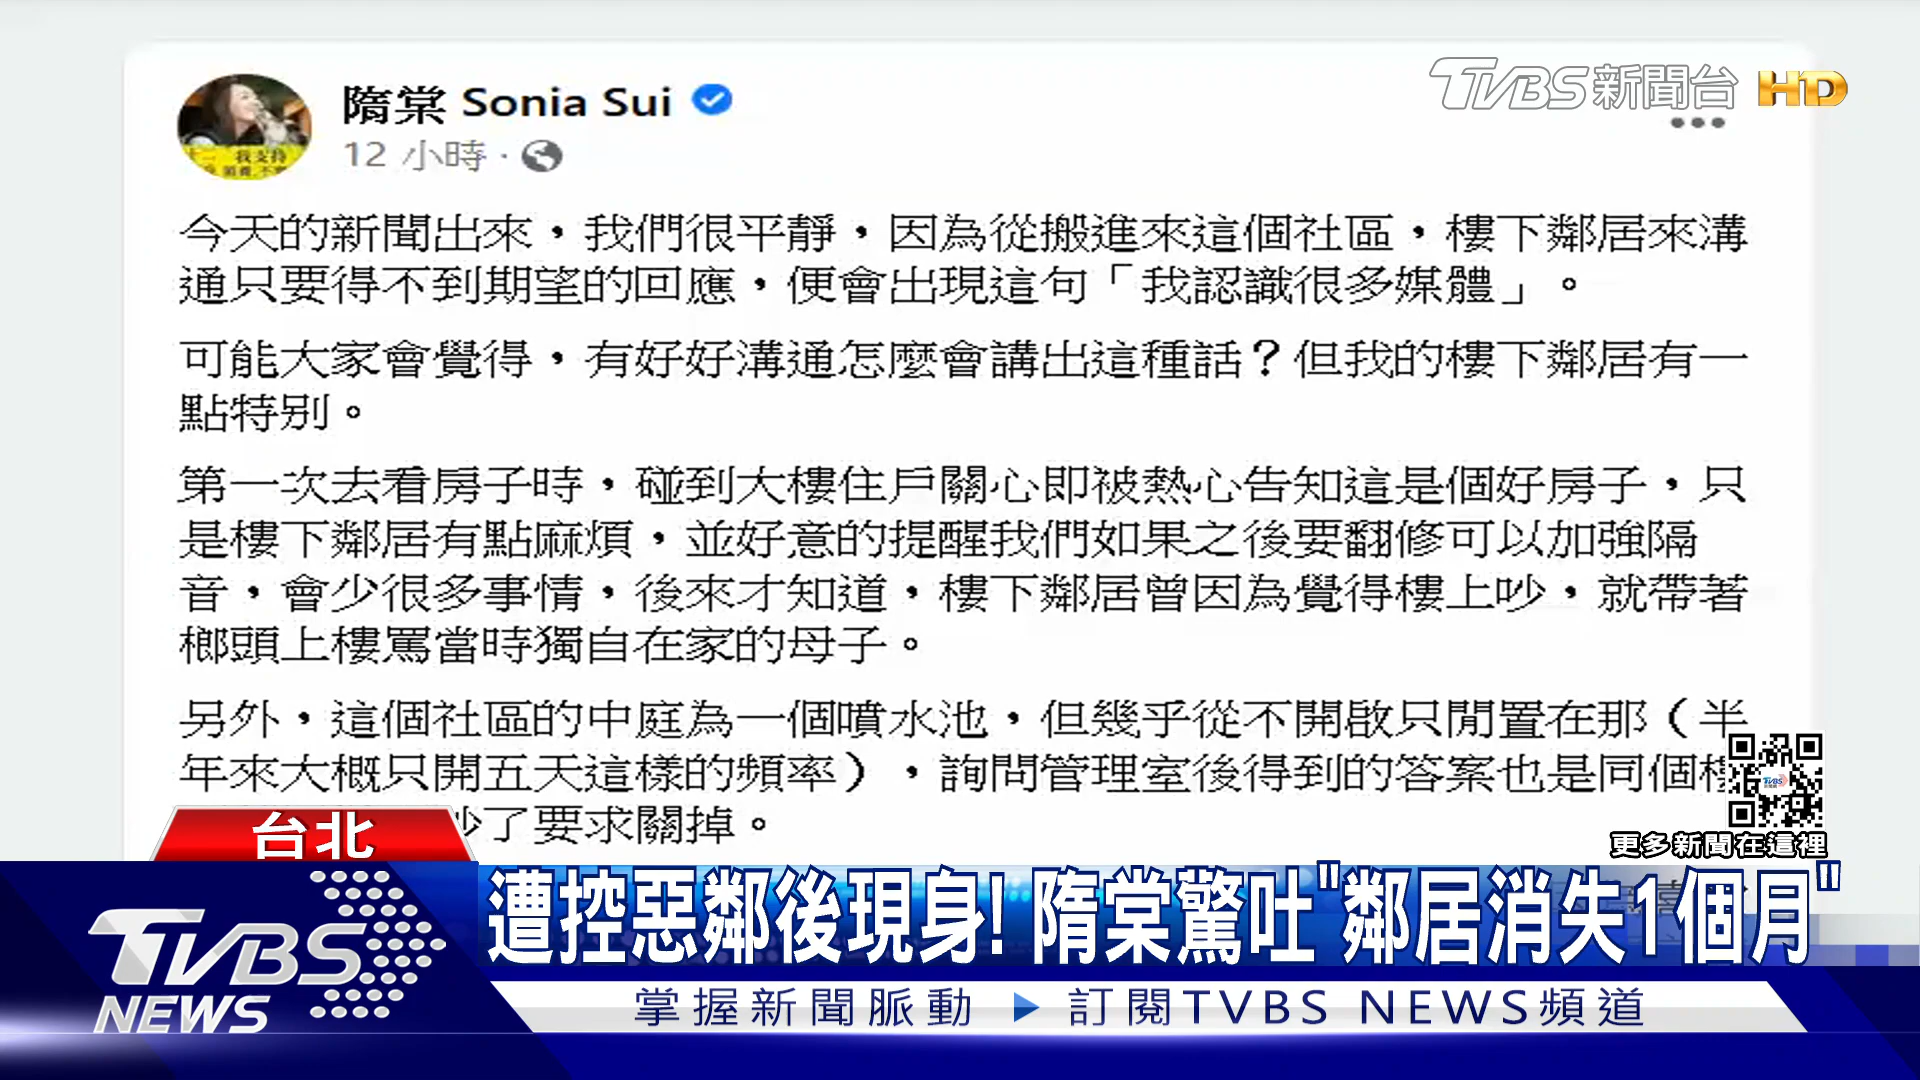 TVBS新聞台 HD
隋棠 Sonia Sui
12 小時 ·
我支持
今天的新聞出來，我們很平靜，因為從搬進來這個社區，樓下鄰居來溝
通只要得不到期望的回應，便會出現這句「我認識很多媒體」。
可能大家會覺得，有好好溝通怎麼會講出這種話？但我的樓下鄰居有一
點特別。
第一次去看房子時，碰到大樓住戶關心即被熱心告知這是個好房子，只
是樓下鄰居有點麻煩，並好意的提醒我們如果之後要翻修可以加強隔
音，會少很多事情，後來才知道，樓下鄰居曾因為覺得樓上吵，就帶著
榔頭上樓罵當時獨自在家的母子。
另外，這個社區的中庭為一個噴水池，但幾乎從不開啟只閒置在那（半
年來大概只開五天這樣的頻率），詢問管理室後得到的答案也是同個樓
吵了要求關掉。
TVBS
更多新聞在這裡
台北
遭控惡鄰後現身! 隋棠驚吐"鄰居消失1個月"
TVBS NEWS
掌握新聞脈動 ▶ 訂閱TVBS NEWS頻道